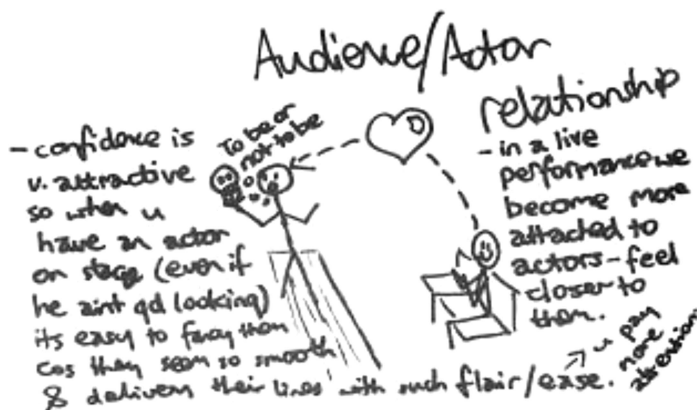 Audience/Actor
relationship
- confidence is
v. attractive
so when u
have an actor
on stage (even if
he aint gd looking)
its easy to fancy them
cos they seem so smooth
& delivers their lines with such flair/ease.
To be or
not to be
- in a live
performance we
become more
attached to
actors - feel
closer to
them.
u pay
more
attention